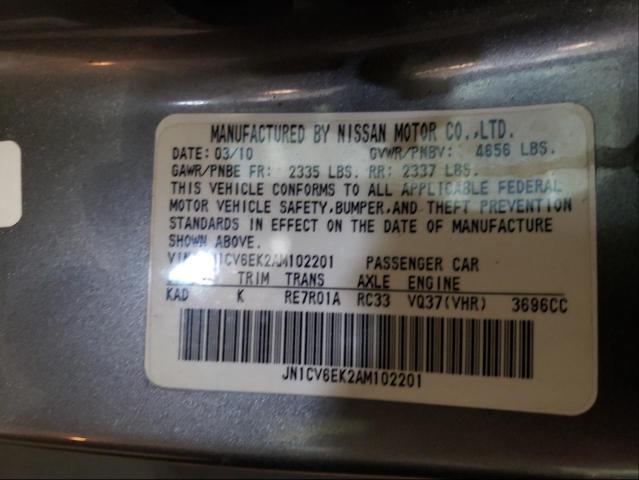 MANUFACTURED BY NISSAN MOTOR CO.,LTD.
DATE: 03/10 GVWR/PNBV: 4656 LBS.
GAWR/PNBE FR: 2335 LBS. RR: 2337 LBS.
THIS VEHICLE CONFORMS TO ALL APPLICABLE FEDERAL
MOTOR VEHICLE SAFETY,BUMPER,AND THEFT PREVENTION
STANDARDS IN EFFECT ON THE DATE OF MANUFACTURE
SHOWN ABOVE.
VIN JN1CV6EK2AM102201 PASSENGER CAR
TRIM TRANS AXLE ENGINE
KAD K RE7R01A RC33 VQ37(VHR) 3696CC
JN1CV6EK2AM102201